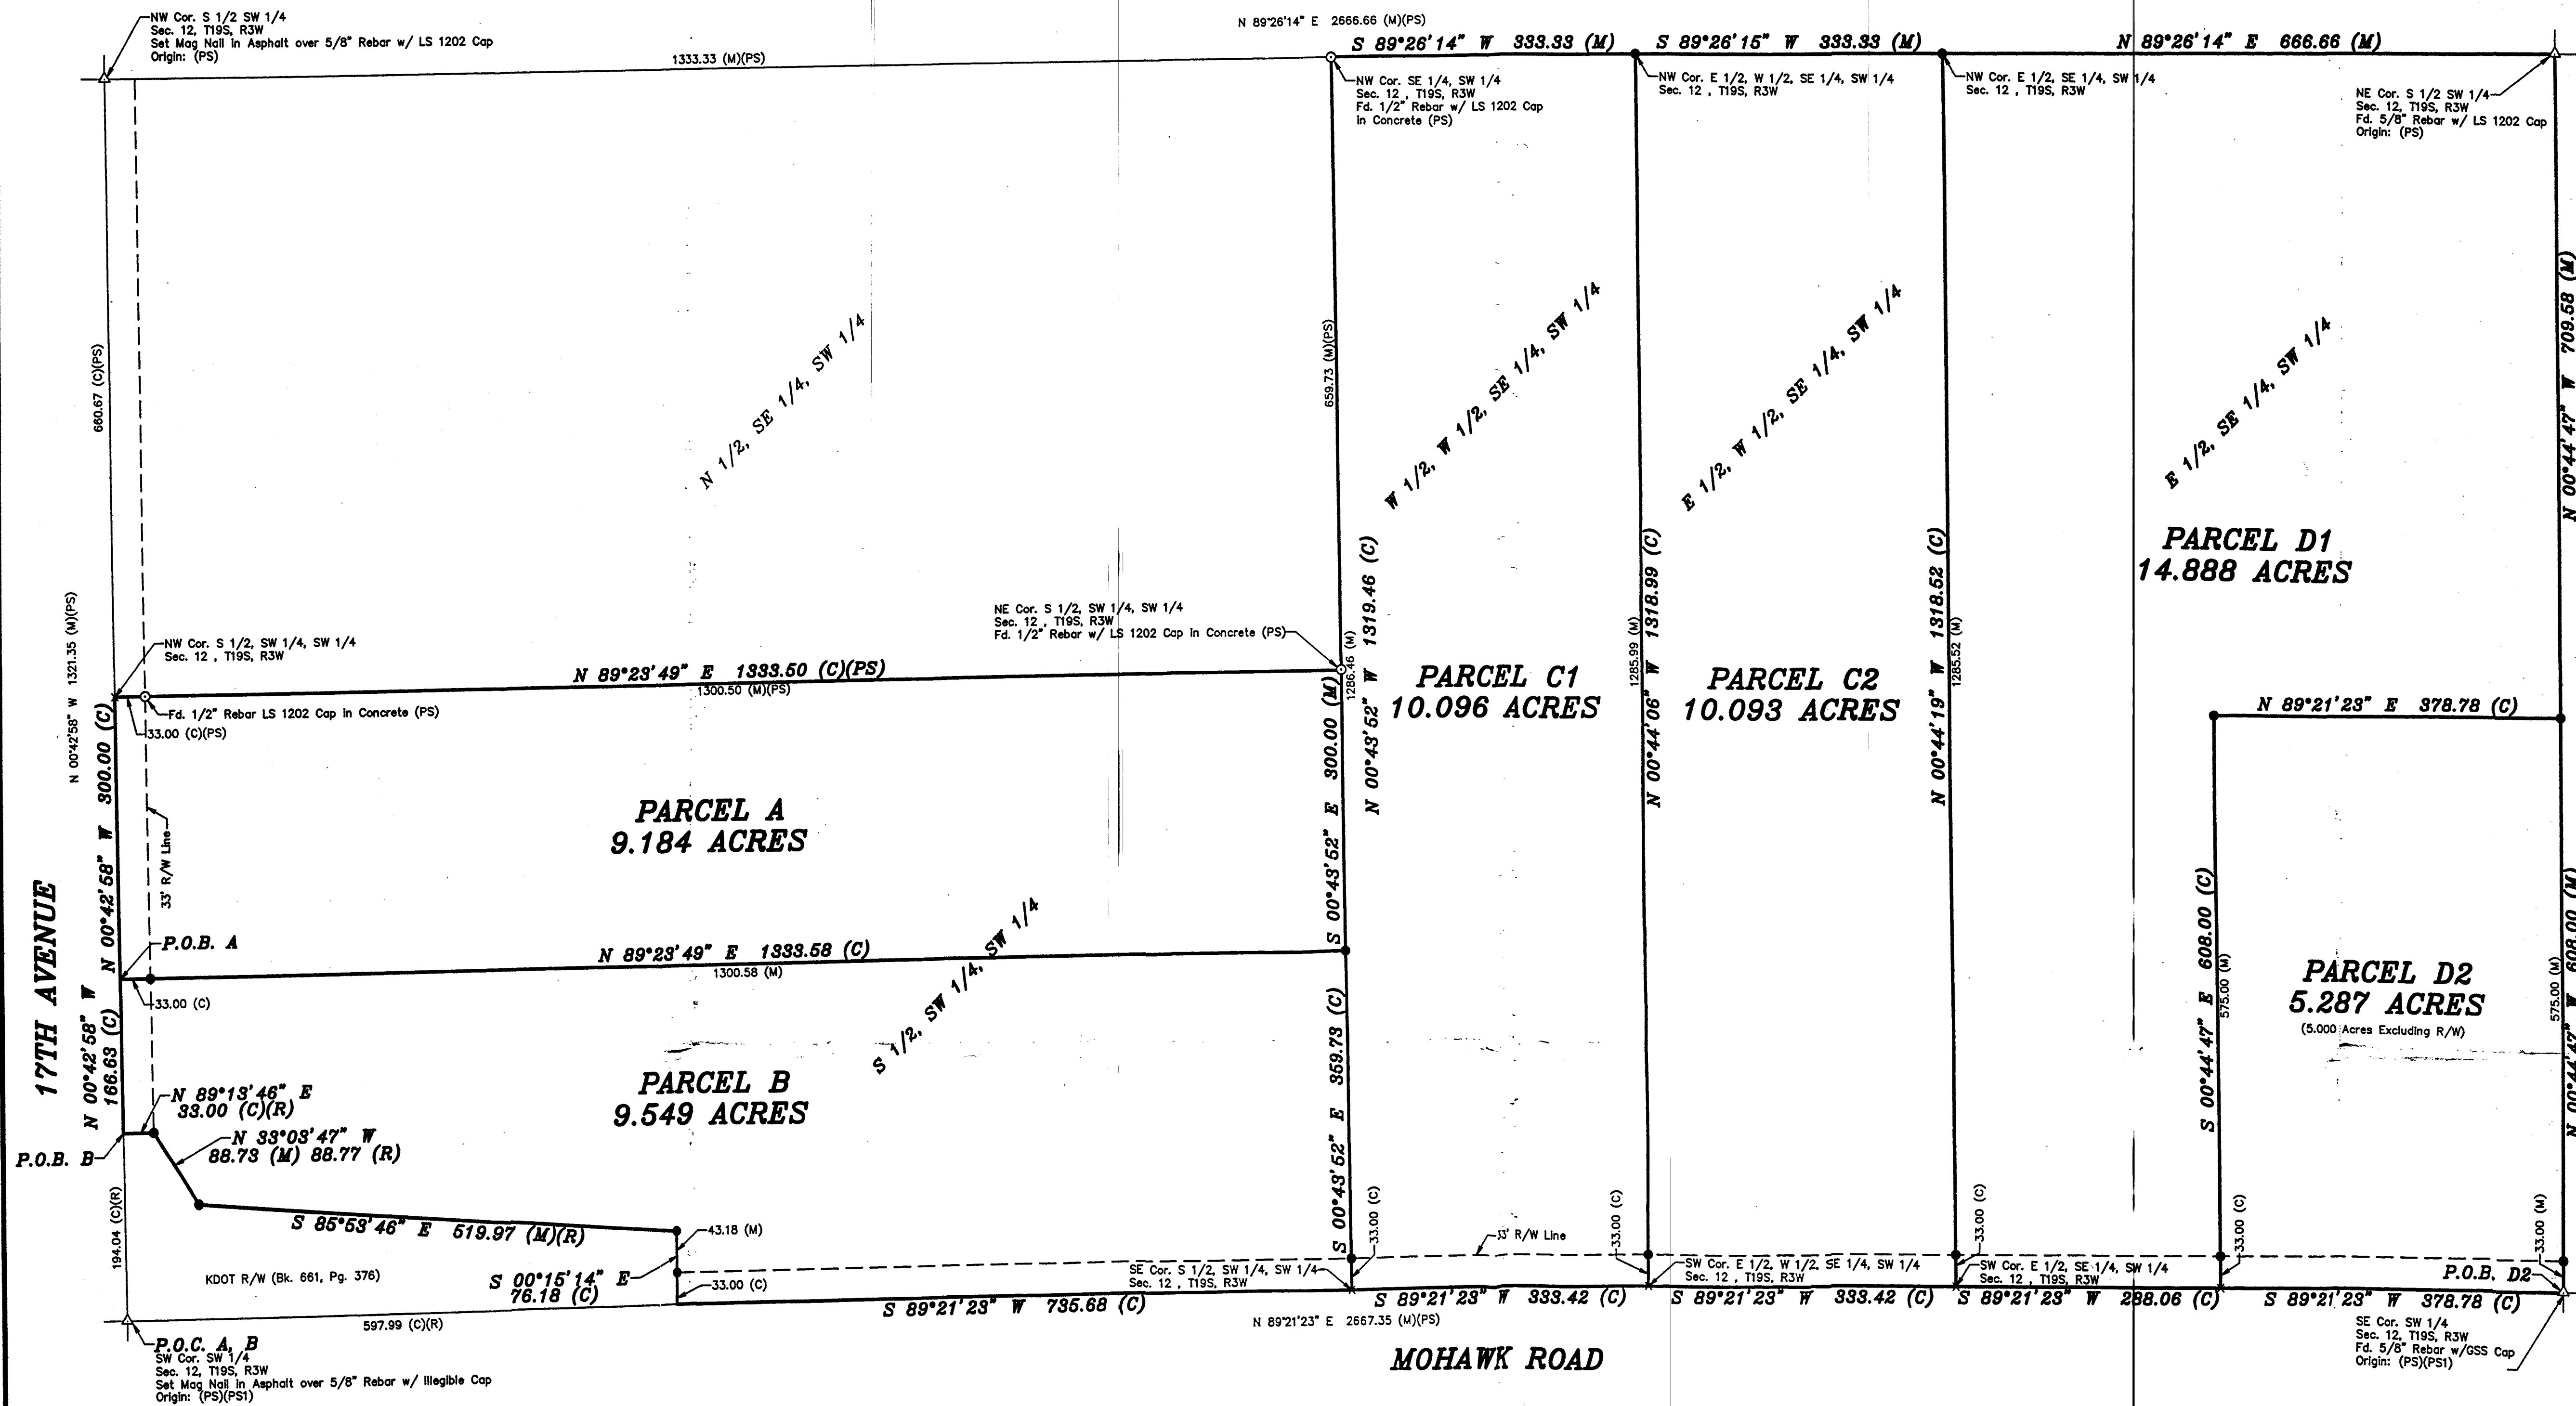 NW Cor. S 1/2 SW 1/4
Sec. 12, T19S, R3W
Set Mag Nail in Asphalt over 5/8" Rebar w/ LS 1202 Cap
Origin: (PS)
N 89°26'14" E 2666.66 (M)(PS)
1333.33 (M)(PS)
S 89°26'14" W 333.33 (M)
S 89°26'15" W 333.33 (M)
N 89°26'14" E 666.66 (M)
NW Cor. SE 1/4, SW 1/4
Sec. 12 , T19S, R3W
Fd. 1/2" Rebar w/ LS 1202 Cap
in Concrete (PS)
NW Cor. E 1/2, W 1/2, SE 1/4, SW 1/4
Sec. 12 , T19S, R3W
NW Cor. E 1/2, SE 1/4, SW 1/4
Sec. 12 , T19S, R3W
NE Cor. S 1/2 SW 1/4
Sec. 12, T19S, R3W
Fd. 5/8" Rebar w/ LS 1202 Cap
Origin: (PS)
660.67 (C)(PS)
N 1/2, SE 1/4, SW 1/4
659.73 (M)(PS)
W 1/2, W 1/2, SE 1/4, SW 1/4
E 1/2, W 1/2, SE 1/4, SW 1/4
E 1/2, SE 1/4, SW 1/4
N 00°44'47" W 709.58 (M)
PARCEL D1
14.888 ACRES
N 00°42'58" W 1321.35 (M)(PS)
NW Cor. S 1/2, SW 1/4, SW 1/4
Sec. 12 , T19S, R3W
NE Cor. S 1/2, SW 1/4, SW 1/4
Sec. 12 , T19S, R3W
Fd. 1/2" Rebar w/ LS 1202 Cap in Concrete (PS)
N 89°23'49" E 1333.50 (C)(PS)
1300.50 (M)(PS)
Fd. 1/2" Rebar LS 1202 Cap in Concrete (PS)
33.00 (C)(PS)
1286.46 (M)
N 00°43'52" W 1319.46 (C)
PARCEL C1
10.096 ACRES
1285.99 (M)
N 00°44'06" W 1318.99 (C)
PARCEL C2
10.093 ACRES
N 00°44'19" W 1318.52 (C)
1285.52 (M)
N 89°21'23" E 378.78 (C)
N 00°42'58" W 300.00 (C)
33' R/W Line
PARCEL A
9.184 ACRES
S 00°43'52" E 300.00 (M)
17TH AVENUE
P.O.B. A
N 89°23'49" E 1333.58 (C)
1300.58 (M)
33.00 (C)
S 1/2, SW 1/4, SW 1/4
N 00°42'58" W
166.63 (C)
S 00°43'52" E 359.73 (C)
S 00°44'47" E 608.00 (C)
575.00 (M)
PARCEL D2
5.287 ACRES
(5.000 Acres Excluding R/W)
575.00 (M)
N 00°44'47" W 608.00 (M)
PARCEL B
9.549 ACRES
N 89°13'46" E
33.00 (C)(R)
N 33°03'47" W
88.73 (M) 88.77 (R)
P.O.B. B
194.04 (C)(R)
S 85°53'46" E 519.97 (M)(R)
43.18 (M)
KDOT R/W (Bk. 661, Pg. 376)
S 00°15'14" E
76.18 (C)
33.00 (C)
33' R/W Line
33.00 (C)
33.00 (C)
33.00 (C)
33.00 (C)
33.00 (M)
SE Cor. S 1/2, SW 1/4, SW 1/4
Sec. 12 , T19S, R3W
SW Cor. E 1/2, W 1/2, SE 1/4, SW 1/4
Sec. 12 , T19S, R3W
SW Cor. E 1/2, SE 1/4, SW 1/4
Sec. 12 , T19S, R3W
P.O.B. D2
597.99 (C)(R)
S 89°21'23" W 735.68 (C)
S 89°21'23" W 333.42 (C)
S 89°21'23" W 333.42 (C)
S 89°21'23" W 288.06 (C)
S 89°21'23" W 378.78 (C)
N 89°21'23" E 2667.35 (M)(PS)
P.O.C. A, B
SW Cor. SW 1/4
Sec. 12, T19S, R3W
Set Mag Nail in Asphalt over 5/8" Rebar w/ Illegible Cap
Origin: (PS)(PS1)
MOHAWK ROAD
SE Cor. SW 1/4
Sec. 12, T19S, R3W
Fd. 5/8" Rebar w/GSS Cap
Origin: (PS)(PS1)